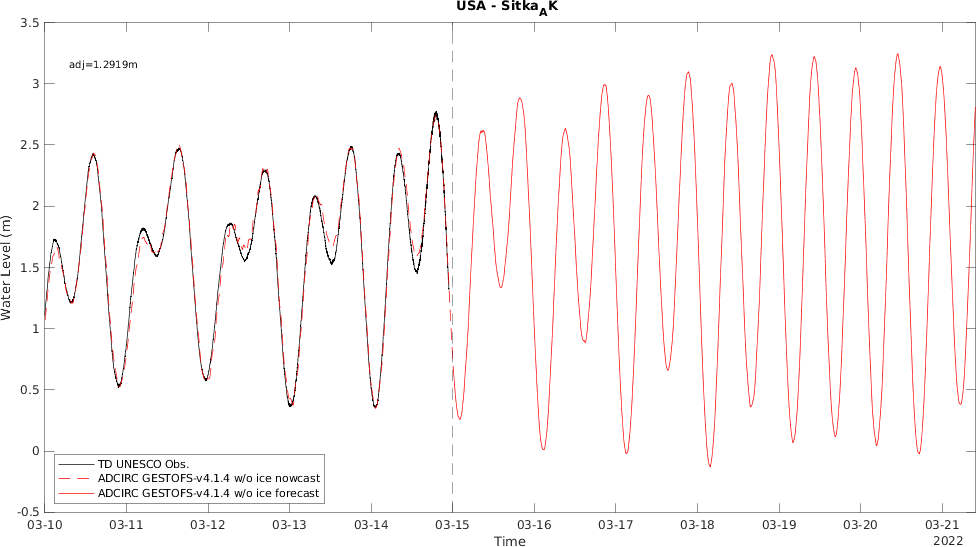 USA - Sitka_AK
3.5
adj=1.2919m
3
2.5
2
Water Level (m)
1.5
1
0.5
0
-0.5
TD UNESCO Obs.
ADCIRC GESTOFS-v4.1.4 w/o ice nowcast
ADCIRC GESTOFS-v4.1.4 w/o ice forecast
03-10 03-11 03-12 03-13 03-14 03-15 03-16 03-17 03-18 03-19 03-20 03-21
Time
2022